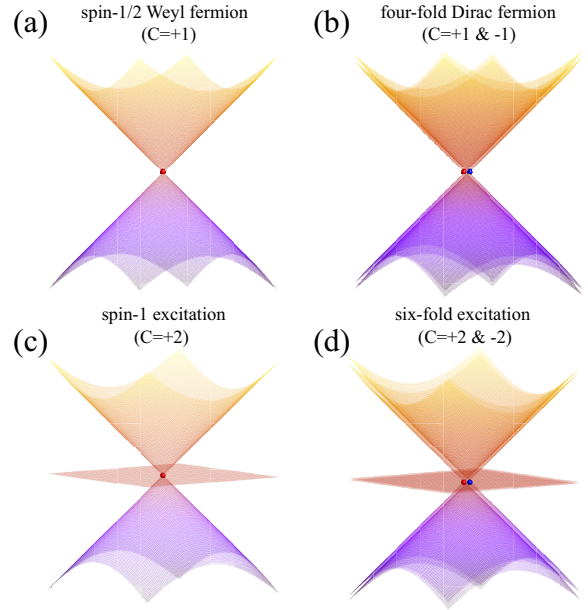 (a)
spin-1/2 Weyl fermion
(C=+1)
(b)
four-fold Dirac fermion
(C=+1 & -1)
(c)
spin-1 excitation
(C=+2)
(d)
six-fold excitation
(C=+2 & -2)